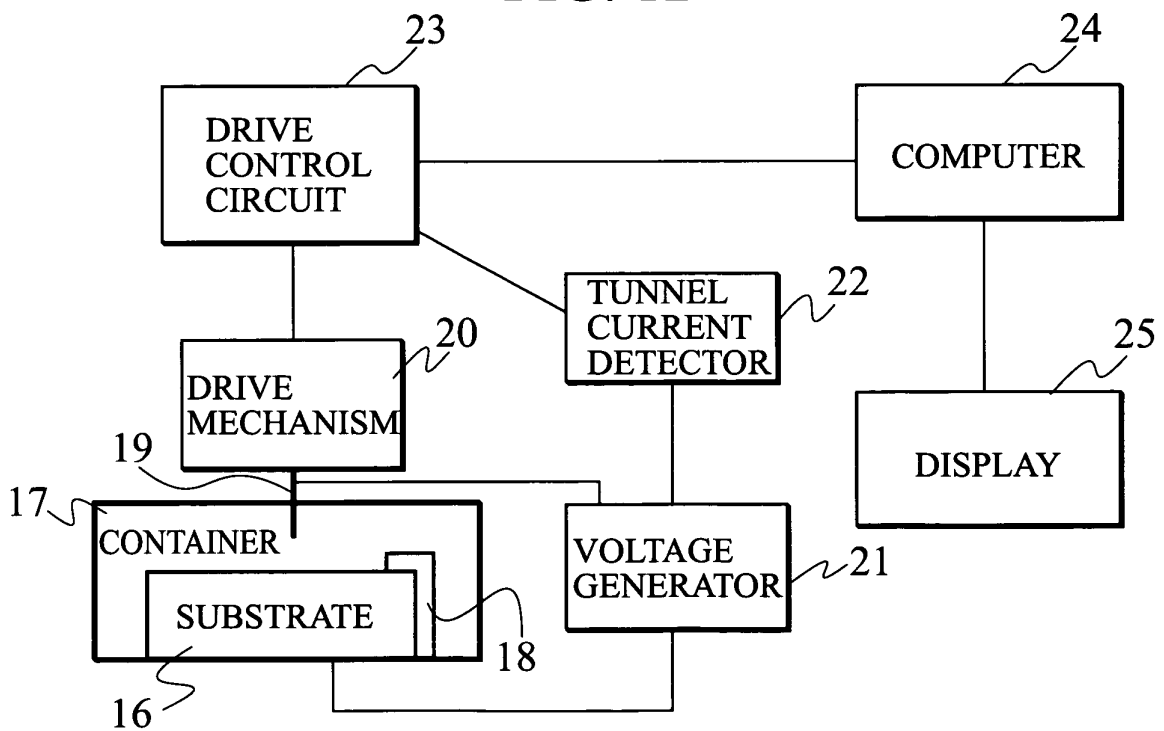 23
24
DRIVE
CONTROL
CIRCUIT
COMPUTER
TUNNEL
CURRENT
DETECTOR
22
20
25
DRIVE
MECHANISM
DISPLAY
19
17
CONTAINER
VOLTAGE
GENERATOR
21
SUBSTRATE
18
16